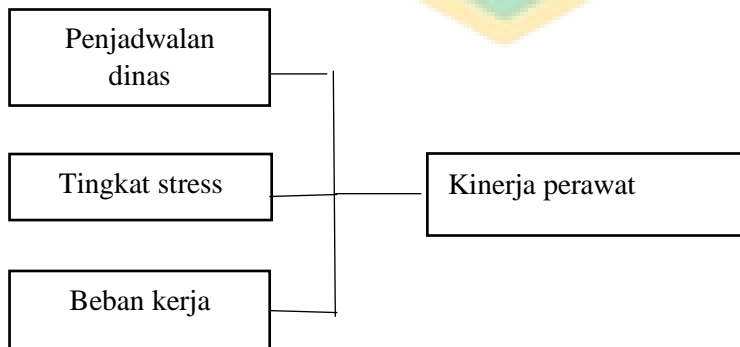 Penjadwalan
dinas
Tingkat stress
Kinerja perawat
Beban kerja